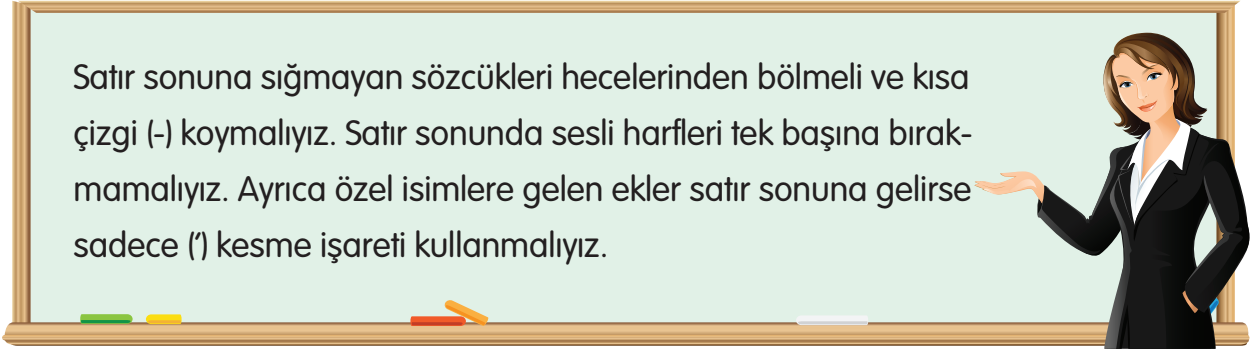 Satır sonuna sığmayan sözcükleri hecelerinden bölmeli ve kısa
çizgi (-) koymalıyız. Satır sonunda sesli harfleri tek başına bırak-
mamalıyız. Ayrıca özel isimlere gelen ekler satır sonuna gelirse
sadece (’) kesme işareti kullanmalıyız.